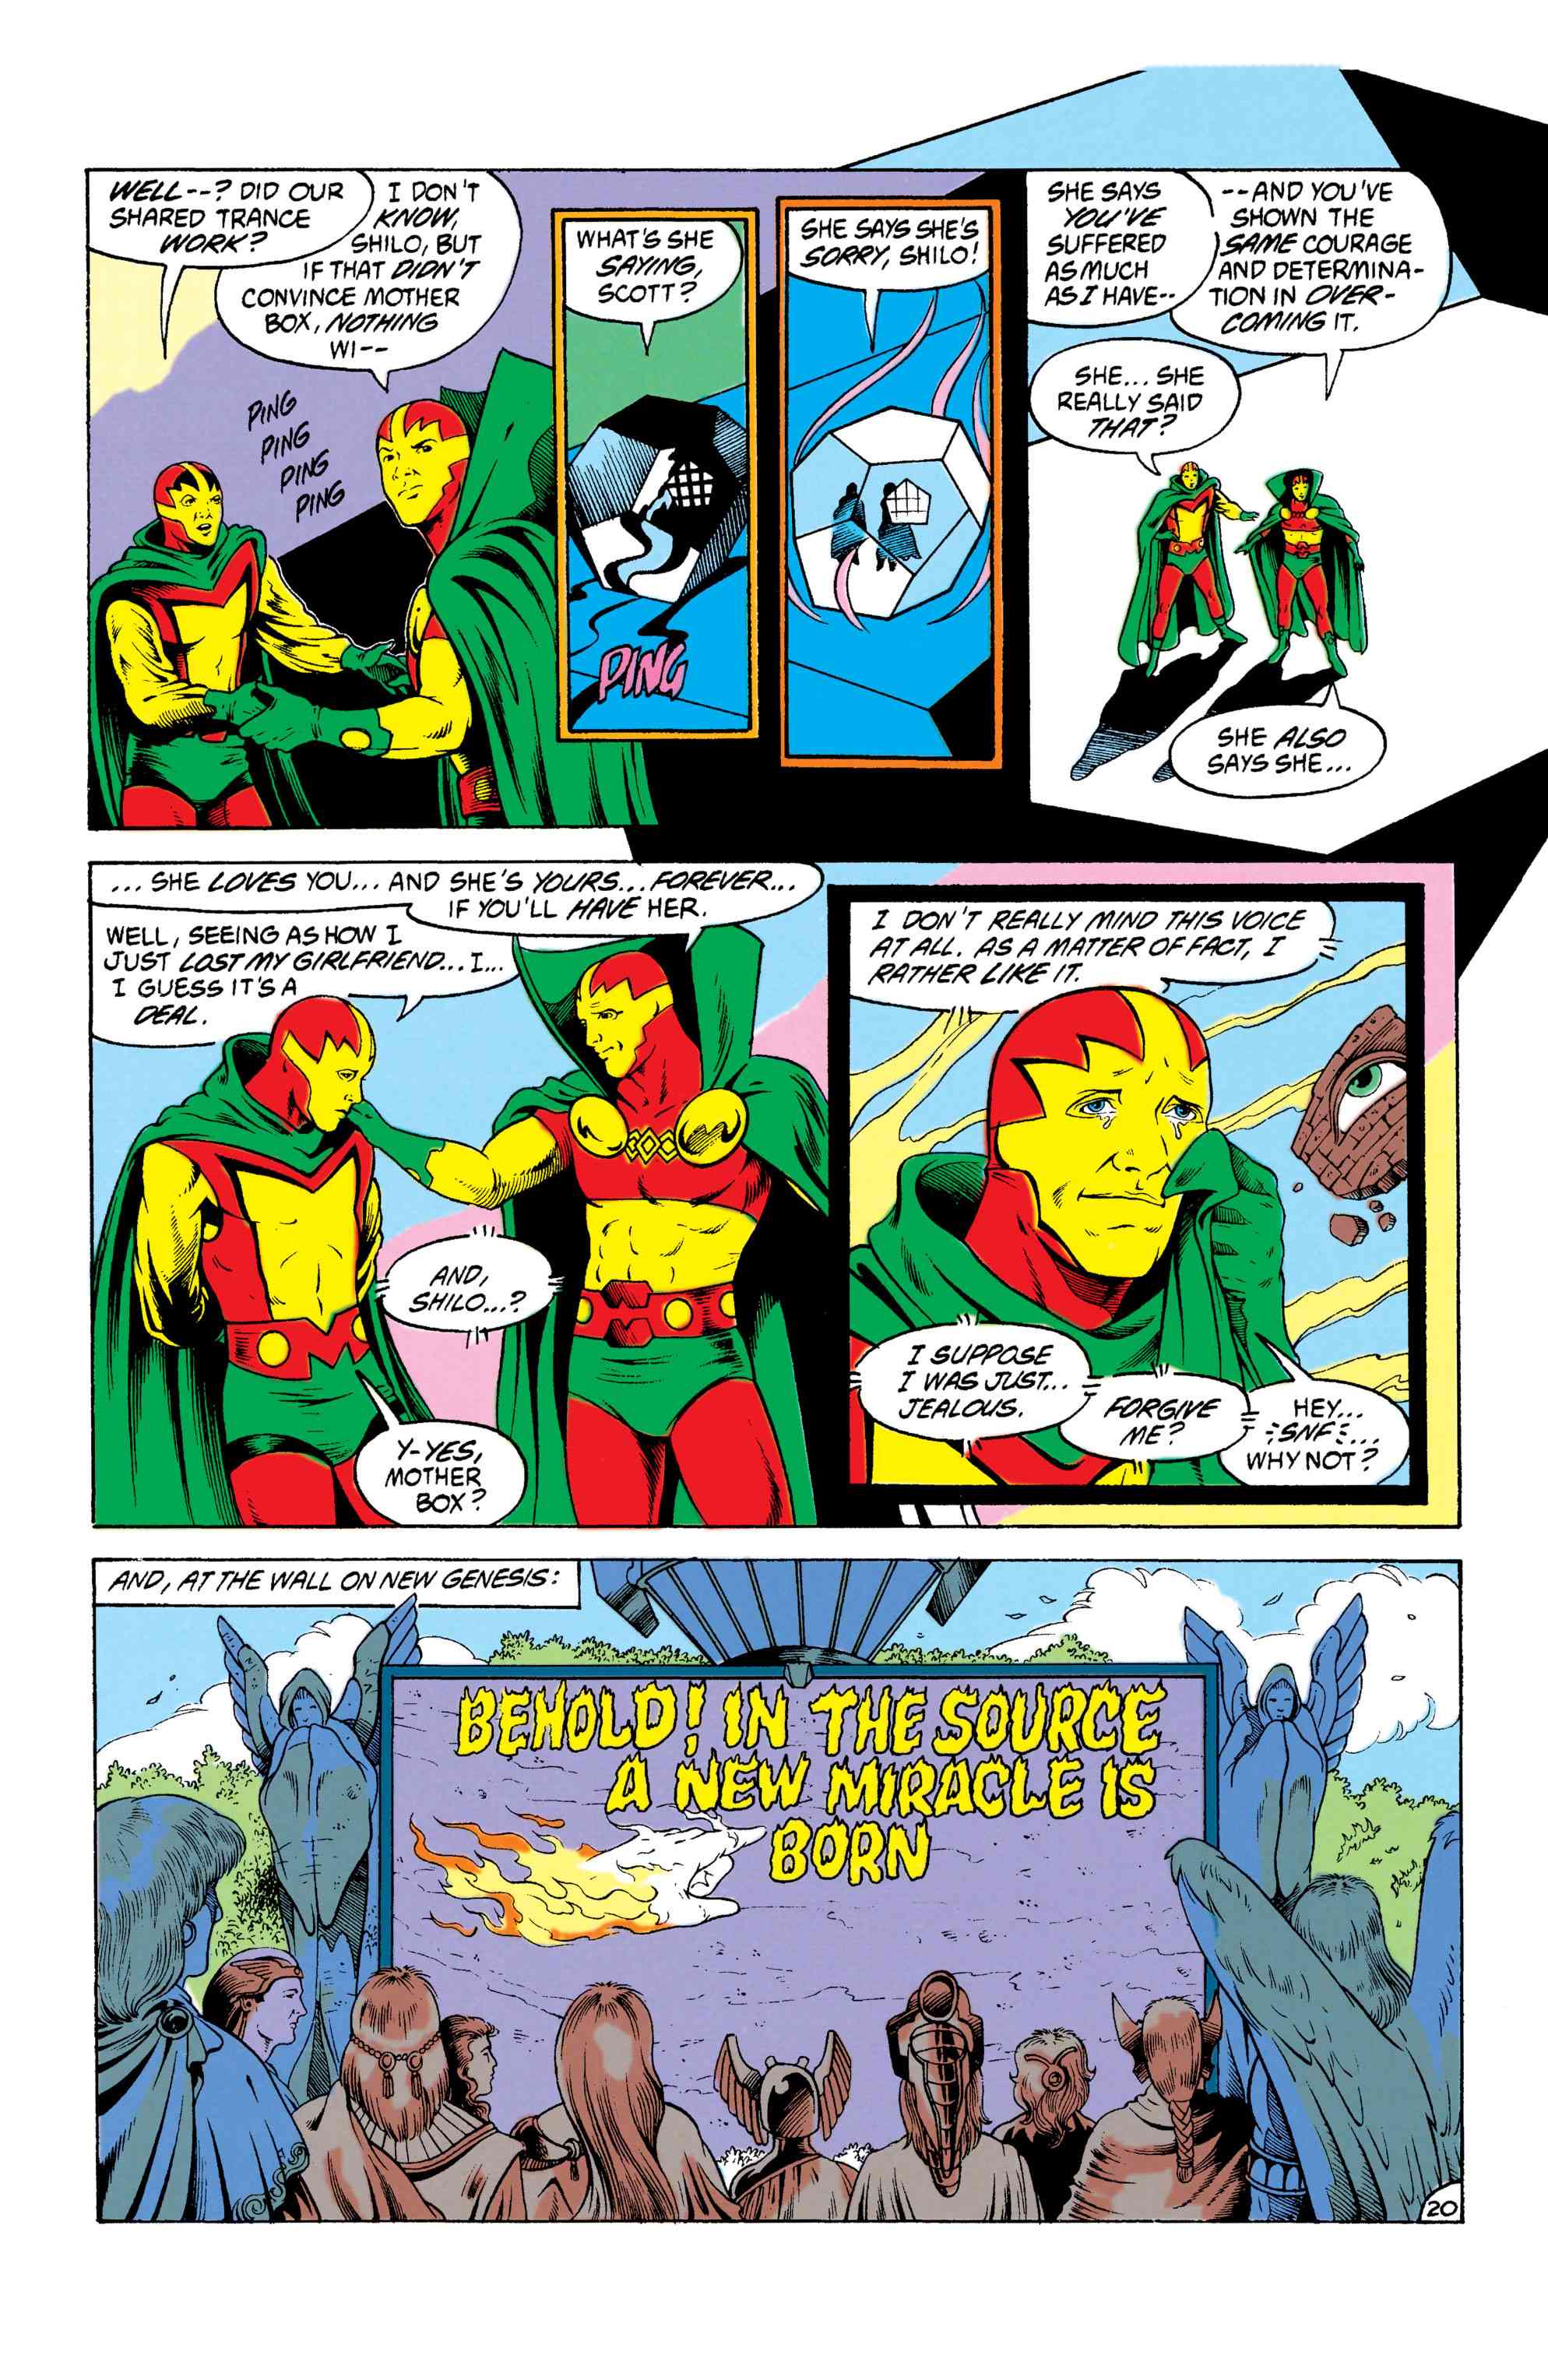 WELL--? DID OUR
SHARED TRANCE
WORK?
I DON'T
KNOW,
SHILO, BUT
IF THAT DIDN'T
CONVINCE MOTHER
BOX, NOTHING
WI--
PING
PING
PING
PING
WHAT'S SHE
SAYING,
SCOTT?
PING
SHE SAYS SHE'S
SORRY, SHILO!
SHE SAYS
YOU'VE
SUFFERED
AS MUCH
AS I HAVE--
--AND YOU'VE
SHOWN THE
SAME COURAGE
AND DETERMINA-
TION IN OVER-
COMING IT.
SHE... SHE
REALLY SAID
THAT?
SHE ALSO
SAYS SHE...
... SHE LOVES YOU... AND SHE'S YOURS... FOREVER...
IF YOU'LL HAVE HER.
WELL, SEEING AS HOW I
JUST LOST MY GIRLFRIEND... I...
I GUESS IT'S A
DEAL.
AND,
SHILO...?
Y-YES,
MOTHER
BOX?
I DON'T REALLY MIND THIS VOICE
AT ALL. AS A MATTER OF FACT, I
RATHER LIKE IT.
I SUPPOSE
I WAS JUST...
JEALOUS.
FORGIVE
ME?
HEY...
SNF...
WHY NOT?
AND, AT THE WALL ON NEW GENESIS:
BEHOLD! IN THE SOURCE
A NEW MIRACLE IS
BORN
20